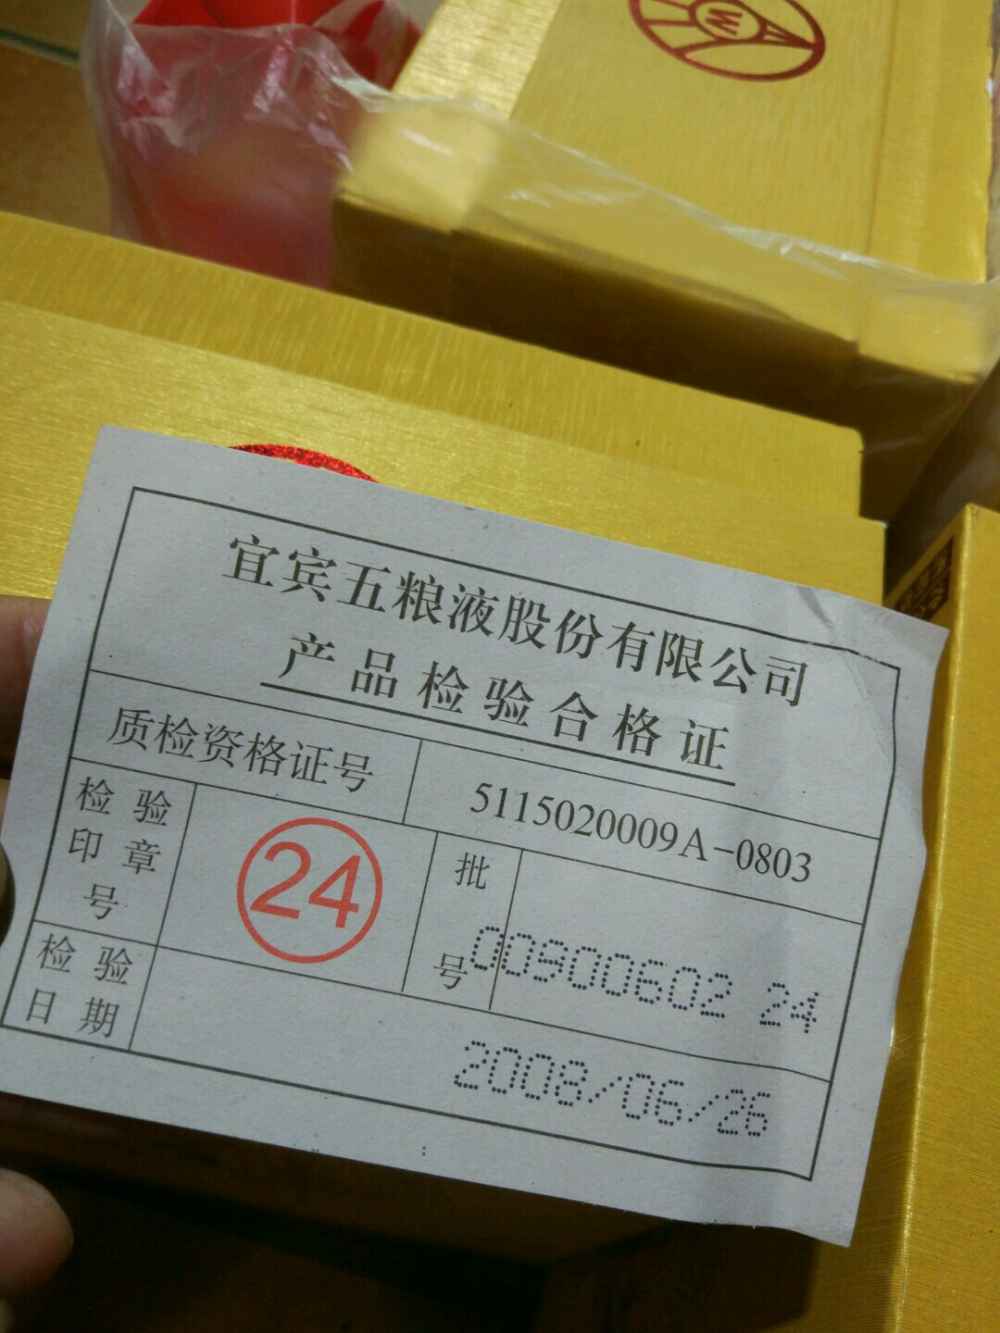 W
宜宾五粮液股份有限公司
产品检验合格证
质检资格证号
5115020009A-0803
检验
印章
号
24
批
号
00900602 24
检验
日期
2008/06/26